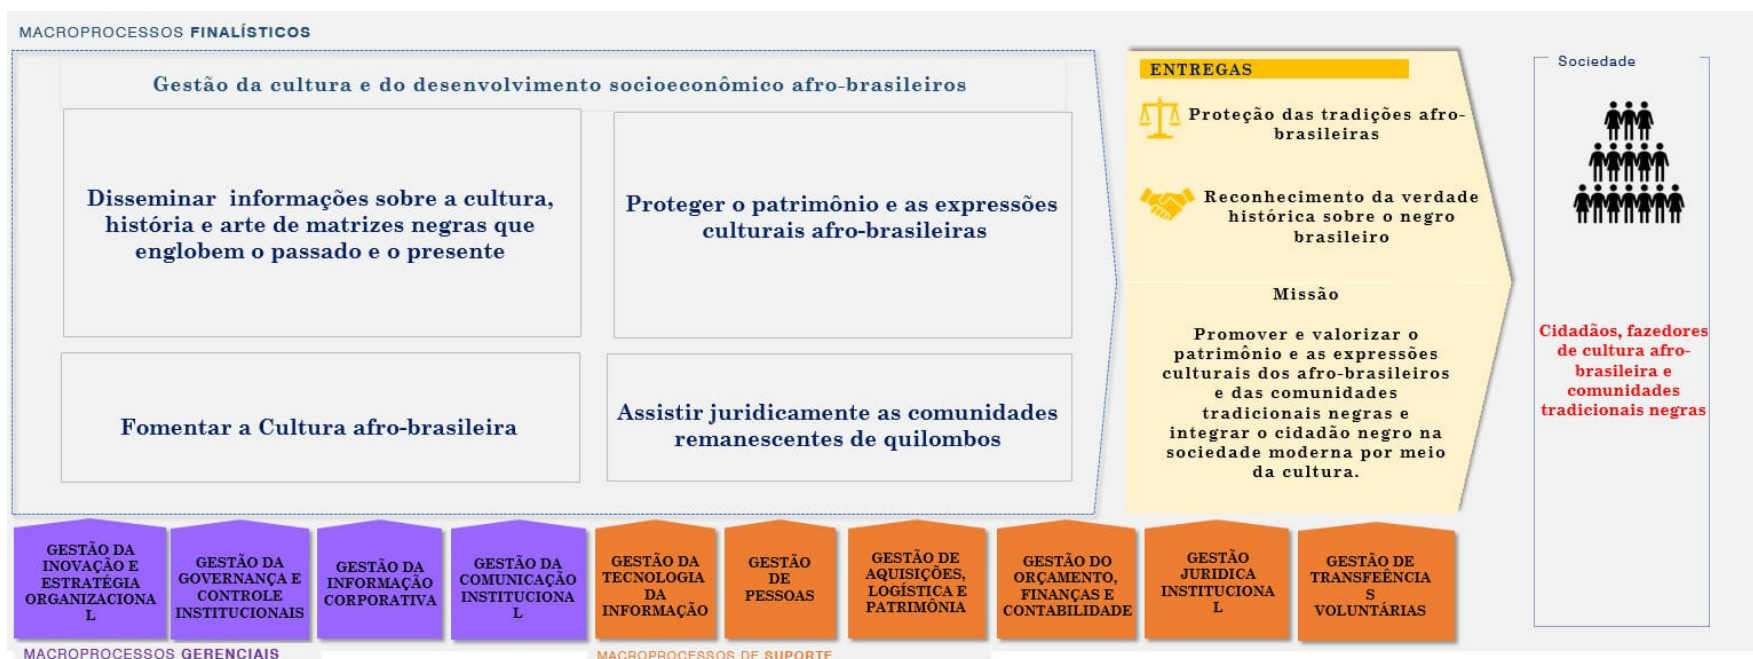 MACROPROCESSOS FINALÍSTICOS
Gestão da cultura e do desenvolvimento socioeconômico afro-brasileiros
Disseminar informações sobre a cultura,
história e arte de matrizes negras que
englobem o passado e o presente
Proteger o patrimônio e as expressões
culturais afro-brasileiras
Fomentar a Cultura afro-brasileira
Assistir juridicamente as comunidades
remanescentes de quilombos
ENTREGAS
Proteção das tradições afro-
brasileiras
Reconhecimento da verdade
histórica sobre o negro
brasileiro
Missão
Promover e valorizar o
patrimônio e as expressões
culturais dos afro-brasileiros
e das comunidades
tradicionais negras e
integrar o cidadão negro na
sociedade moderna por meio
da cultura.
Sociedade
Cidadãos, fazedores
de cultura afro-
brasileira e
comunidades
tradicionais negras
GESTÃO DA
INOVAÇÃO E
ESTRATÉGIA
ORGANIZACIONA
L
GESTÃO DA
GOVERNANÇA E
CONTROLE
INSTITUCIONAIS
GESTÃO DA
INFORMAÇÃO
CORPORATIVA
GESTÃO DA
COMUNICAÇÃO
INSTITUCIONA
L
GESTÃO DA
TECNOLOGIA
DA
INFORMAÇÃO
GESTÃO
DE
PESSOAS
GESTÃO DE
AQUISIÇÕES,
LOGÍSTICA E
PATRIMÔNIA
GESTÃO DO
ORÇAMENTO,
FINANÇAS E
CONTABILIDADE
GESTÃO
JURIDICA
INSTITUCIONA
L
GESTÃO DE
TRANSFEÊNCIA
S
VOLUNTÁRIAS
MACROPROCESSOS GERENCIAIS
MACROPROCESSOS DE SUPORTE